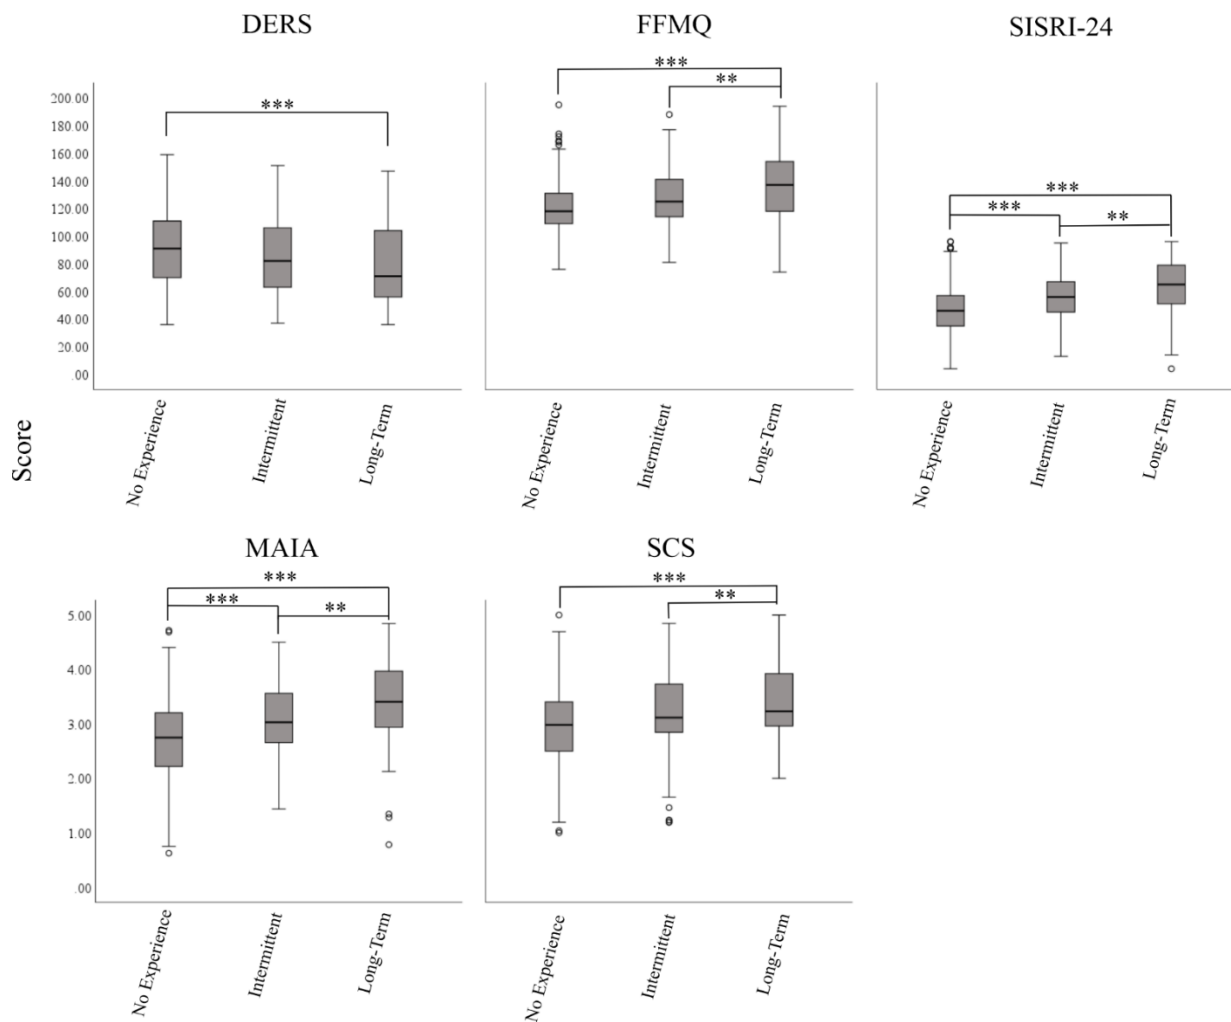 DERS
FFMQ
SISRI-24
200.00
180.00
160.00
140.00
120.00
100.00
80.00
60.00
40.00
20.00
.00
***
***
**
***
***
**
No Experience
Intermittent
Long-Term
No Experience
Intermittent
Long-Term
No Experience
Intermittent
Long-Term
Score
MAIA
SCS
5.00
4.00
3.00
2.00
1.00
.00
***
***
**
***
**
No Experience
Intermittent
Long-Term
No Experience
Intermittent
Long-Term